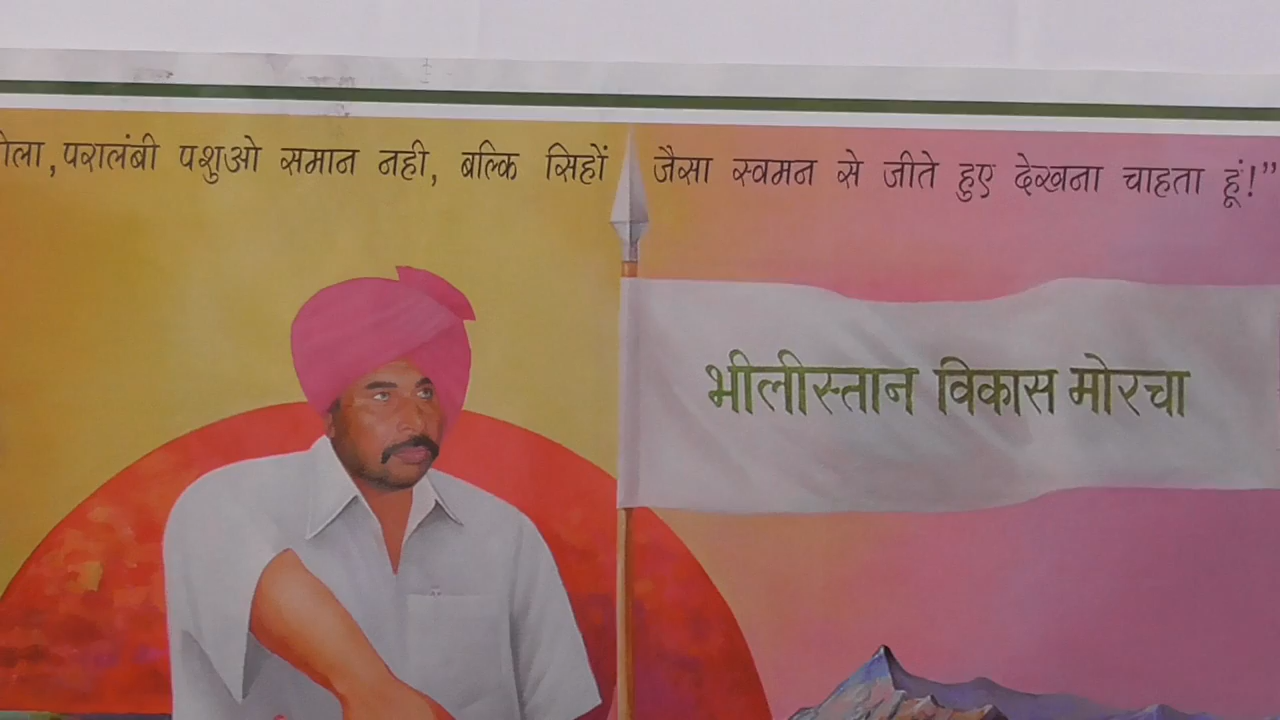 परालंबी पशुओ समान नही, बल्कि सिहों जैसा स्वमन से जीते हुए देखना चाहता हूं!”
भीलीस्तान विकास मोरचा